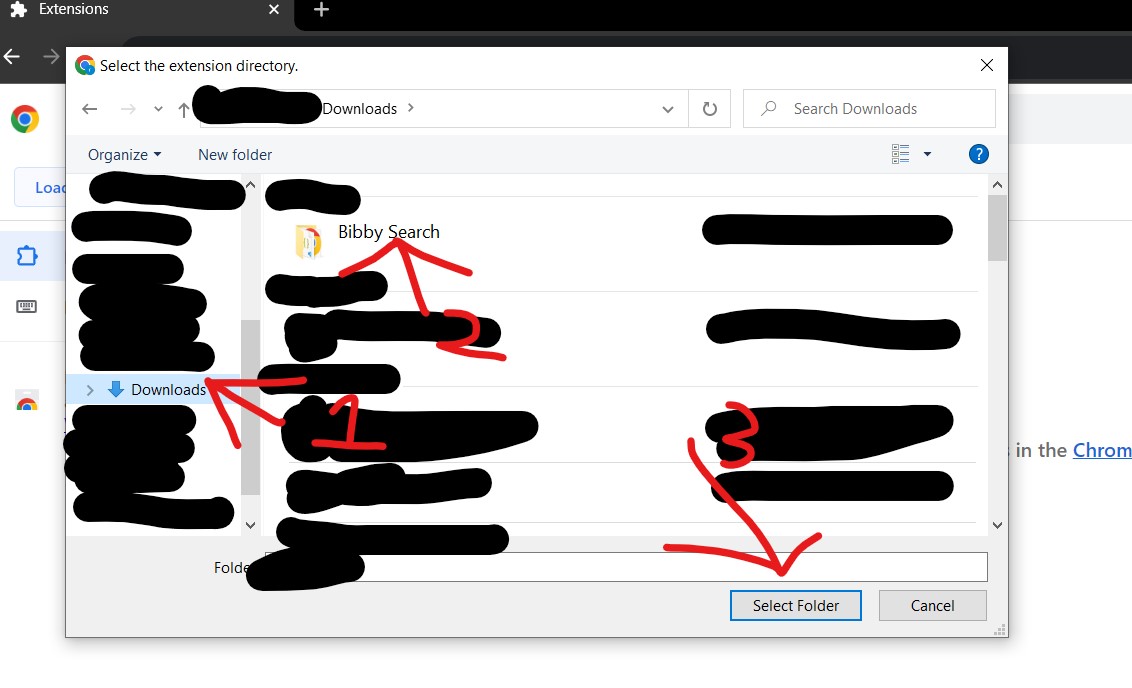 Extensions
Select the extension directory.
Downloads
Search Downloads
Organize
New folder
?
Bibby Search
2
Downloads
1
3
in the Chrom
Folde
Select Folder
Cancel
Load